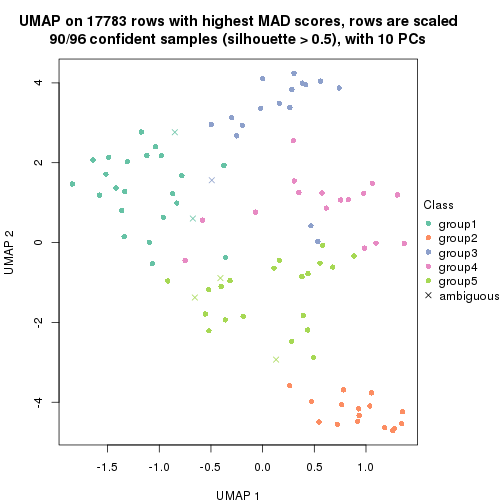 UMAP on 17783 rows with highest MAD scores, rows are scaled
90/96 confident samples (silhouette > 0.5), with 10 PCs
4
2
0
-2
-4
UMAP 2
-1.5
-1.0
-0.5
0.0
0.5
1.0
UMAP 1
Class
group1
group2
group3
group4
group5
ambiguous